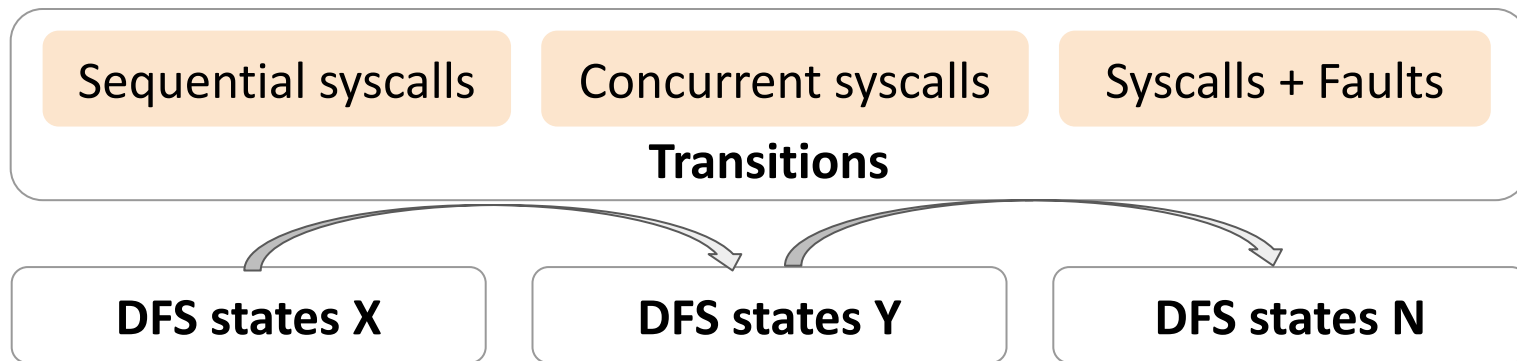 Sequential syscalls
Concurrent syscalls
Syscalls + Faults
Transitions
DFS states X
DFS states Y
DFS states N